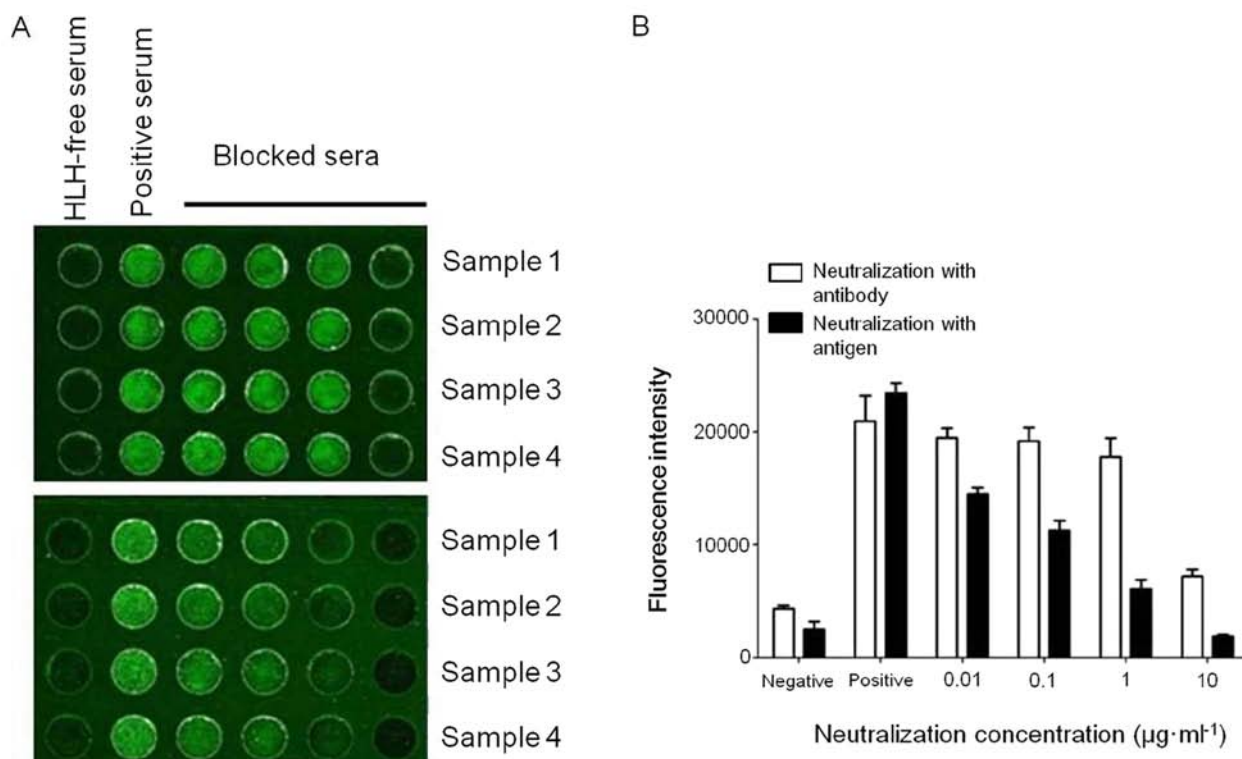 A
HLH-free serum
Positive serum
Blocked sera
Sample 1
Sample 2
Sample 3
Sample 4
Sample 1
Sample 2
Sample 3
Sample 4
B
Neutralization with
antibody
Neutralization with
antigen
Fluorescence intensity
30000
20000
10000
0
Negative Positive 0.01 0.1 1 10
Neutralization concentration (µg·ml-1)